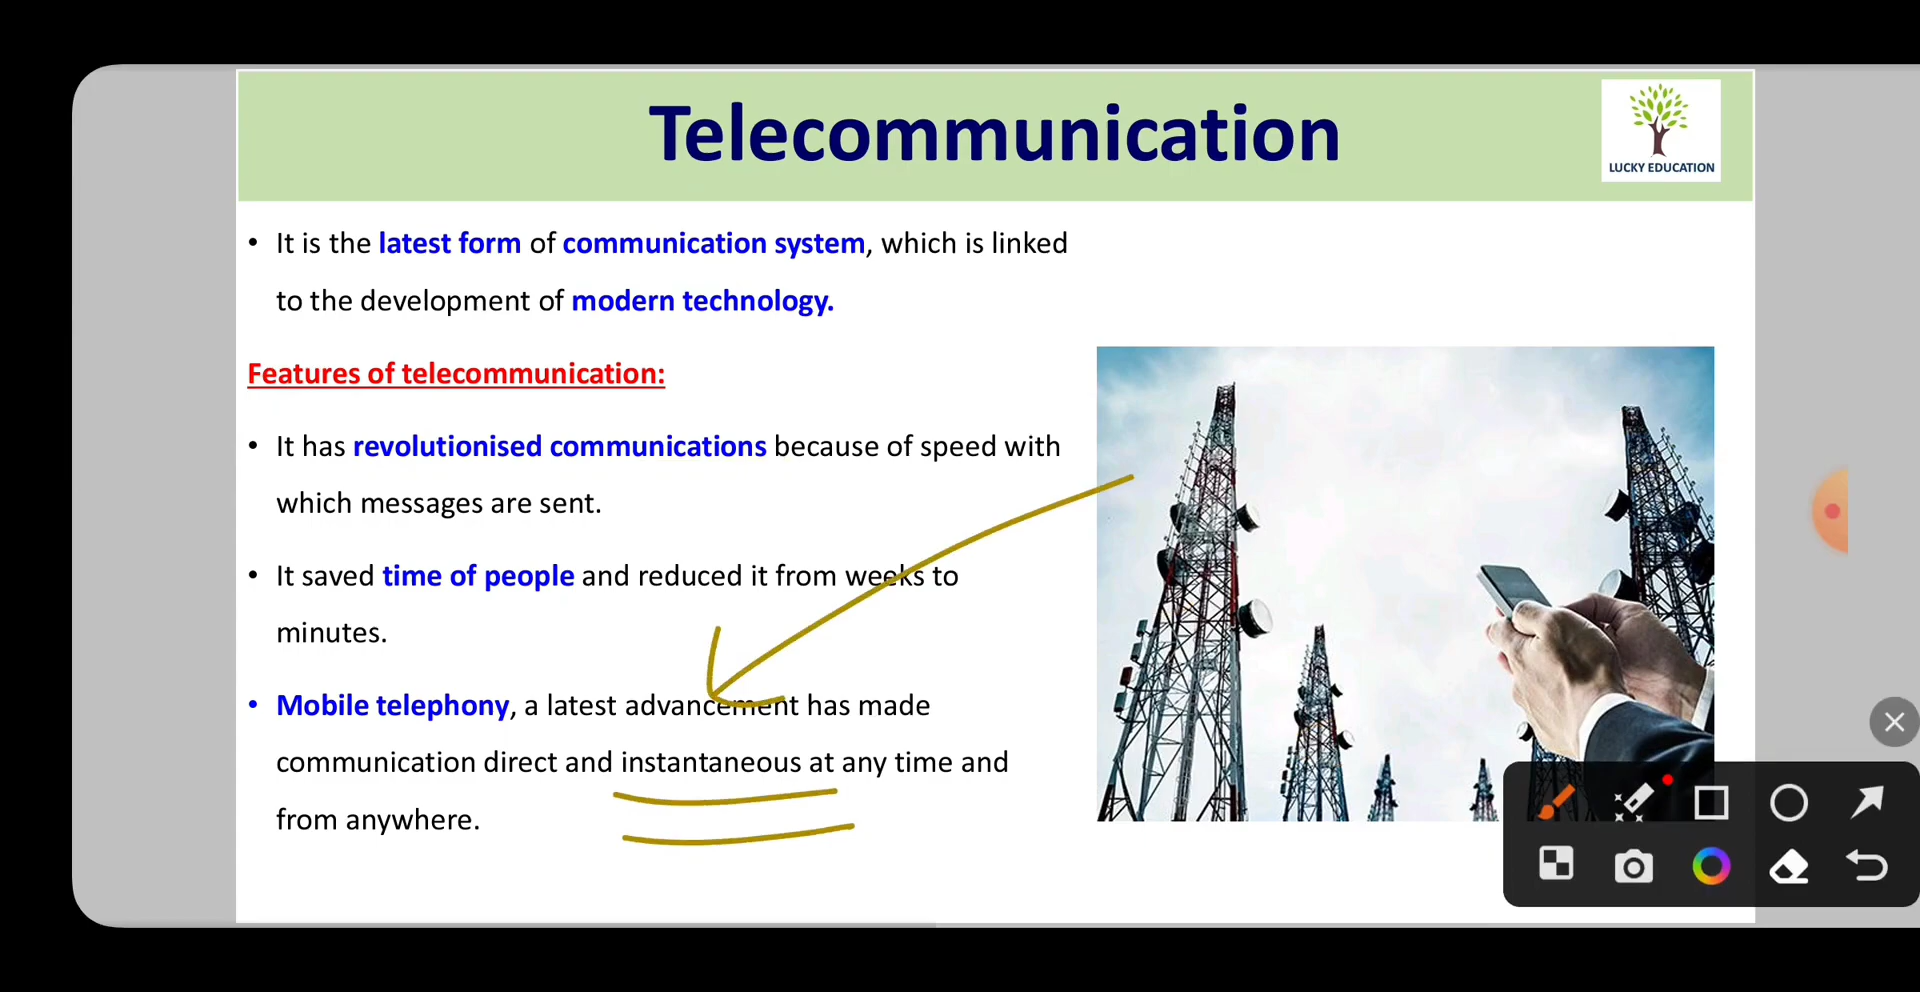 Telecommunication
LUCKY EDUCATION
• It is the latest form of communication system, which is linked
to the development of modern technology.
Features of telecommunication:
• It has revolutionised communications because of speed with
which messages are sent.
• It saved time of people and reduced it from weeks to
minutes.
• Mobile telephony, a latest advancement has made
communication direct and instantaneous at any time and
from anywhere.